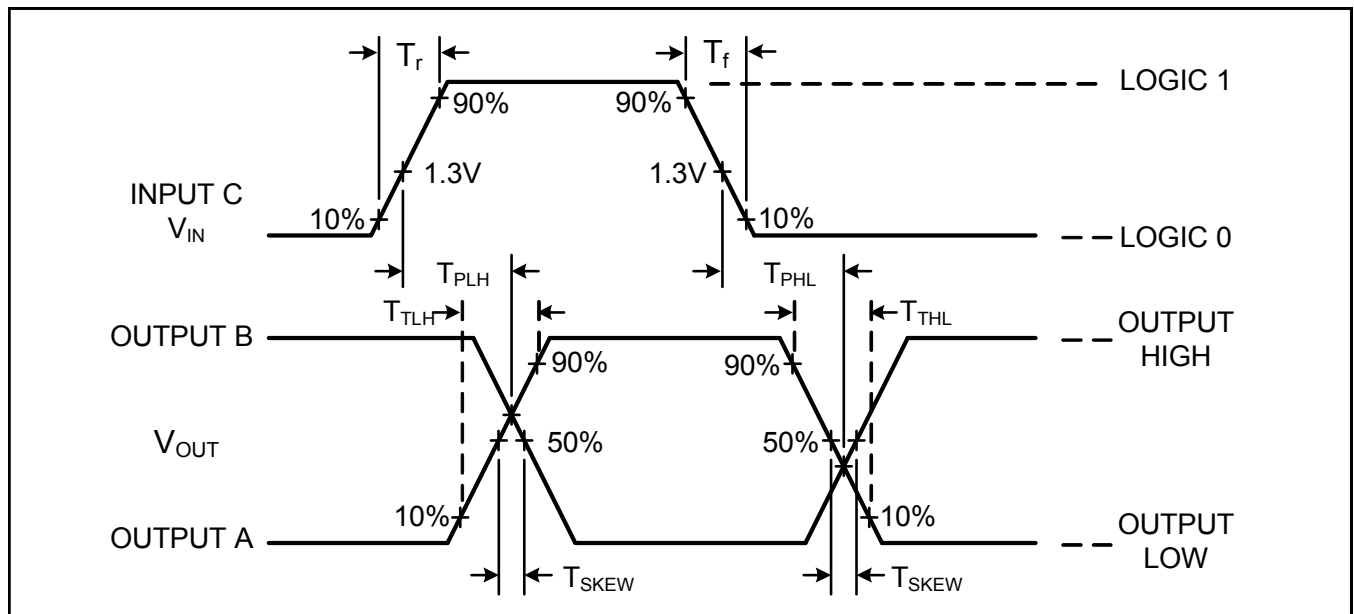 Tr Tf
LOGIC 1
90% 90%
1.3V 1.3V
INPUT C
VIN
10% 10%
LOGIC 0
TPLH TPHL
TTLH TTHL
OUTPUT B
OUTPUT
HIGH
90% 90%
VOUT
50% 50%
10% 10%
OUTPUT A
OUTPUT
LOW
TSKEW TSKEW